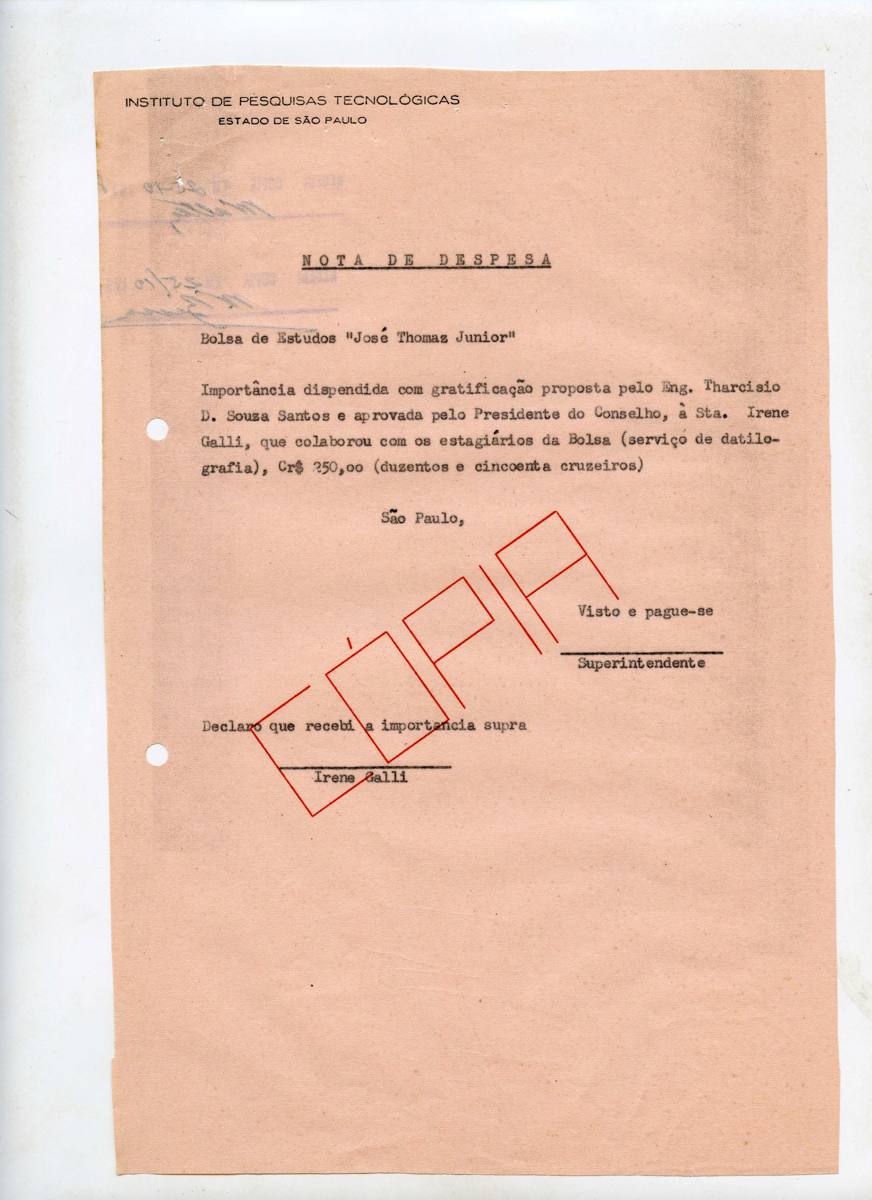 INSTITUTO DE PESQUISAS TECNOLÓGICAS
ESTADO DE SÃO PAULO
NOTA DE DESPESA
Bolsa de Estudos "José Thomaz Junior"
Importância dispendida com gratificação proposta pelo Eng. Tharcisio
D. Souza Santos e aprovada pelo Presidente do Conselho, à Sta. Irene
Galli, que colaborou com os estagiários da Bolsa (serviço de datilo-
grafia), Cr$ 250,oo (duzentos e cincoenta cruzeiros)
São Paulo,
CÓPIA
Visto e pague-se
Superintendente
Declaro que recebi a importancia supra
Irene Galli